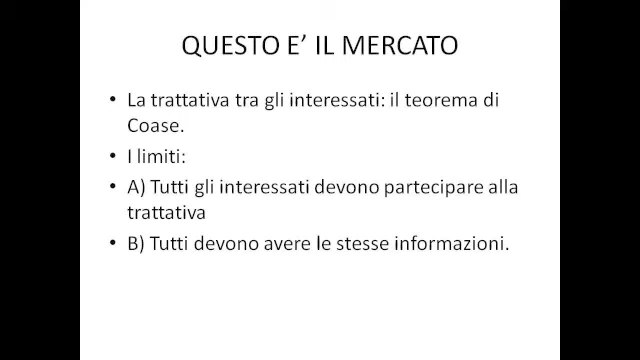 QUESTO E' IL MERCATO
• La trattativa tra gli interessati: il teorema di
Coase.
• I limiti:
• A) Tutti gli interessati devono partecipare alla
trattativa
• B) Tutti devono avere le stesse informazioni.